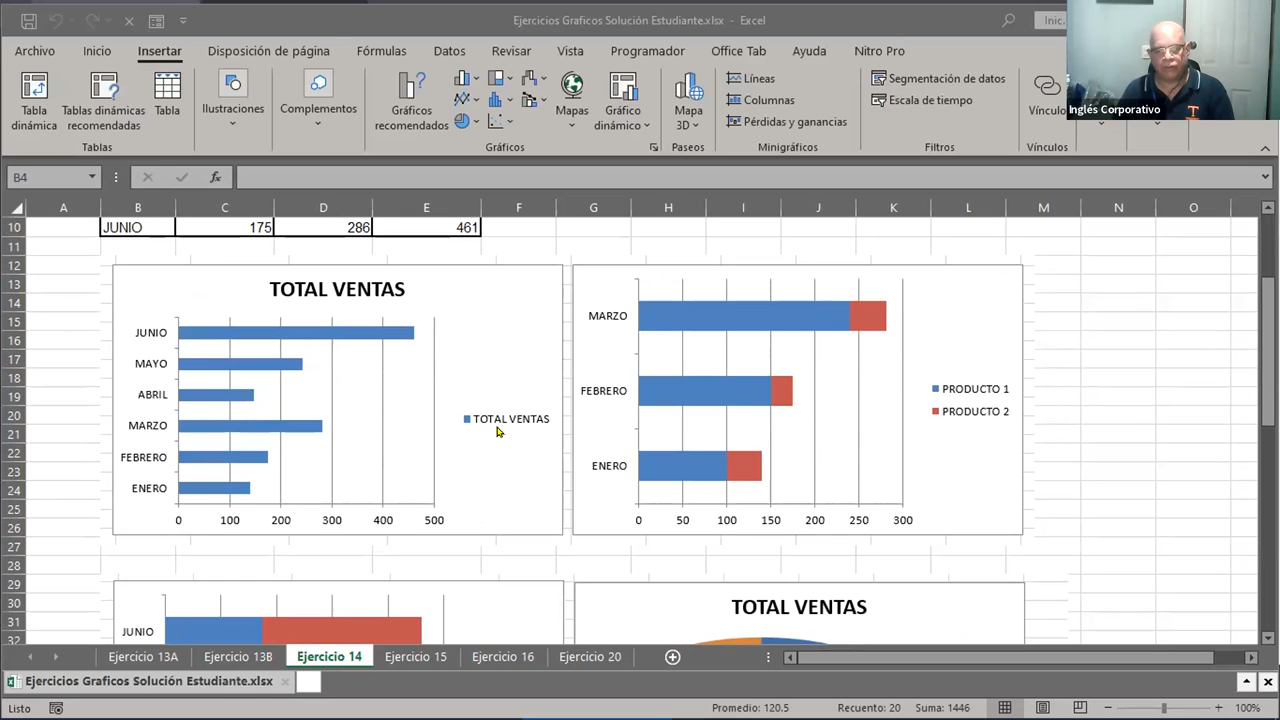 Ejercicios Graficos Solución Estudiante.xlsx - Excel
Inic.
Archivo Inicio Insertar Disposición de página Fórmulas Datos Revisar Vista Programador Office Tab Ayuda Nitro Pro
Tabla dinámica
Tablas dinámicas recomendadas
Tabla
Tablas
Ilustraciones
Complementos
Gráficos recomendados
Mapas
Gráfico dinámico
Gráficos
Mapa 3D
Paseos
Líneas
Columnas
Pérdidas y ganancias
Minigráficos
Segmentación de datos
Escala de tiempo
Filtros
Vínculo
Vínculos
Inglés Corporativo
T
B4
fx
A B C D E F G H I J K L M N O
10 JUNIO 175 286 461
11
12
13
14
15
16
17
18
19
20
21
22
23
24
25
26
27
28
29
30
31
32
TOTAL VENTAS
JUNIO
MAYO
ABRIL
MARZO
FEBRERO
ENERO
0 100 200 300 400 500
TOTAL VENTAS
MARZO
FEBRERO
ENERO
0 50 100 150 200 250 300
PRODUCTO 1
PRODUCTO 2
JUNIO
TOTAL VENTAS
Ejercicio 13A Ejercicio 13B Ejercicio 14 Ejercicio 15 Ejercicio 16 Ejercicio 20
Ejercicios Graficos Solución Estudiante.xlsx
Listo
Promedio: 120.5 Recuento: 20 Suma: 1446
100%